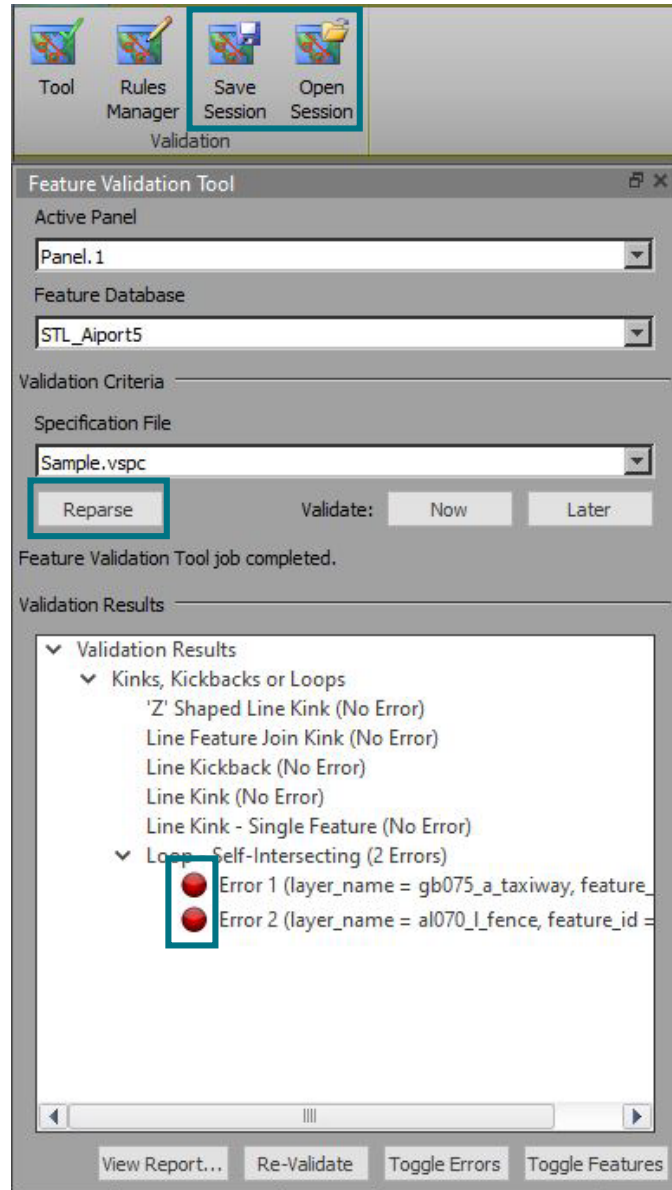 Tool Rules Manager Save Session Open Session
Validation
Feature Validation Tool
Active Panel
Panel.1
Feature Database
STL_Aiport5
Validation Criteria
Specification File
Sample.vspc
Reparse Validate: Now Later
Feature Validation Tool job completed.
Validation Results
Validation Results
Kinks, Kickbacks or Loops
'Z' Shaped Line Kink (No Error)
Line Feature Join Kink (No Error)
Line Kickback (No Error)
Line Kink (No Error)
Line Kink - Single Feature (No Error)
Loop - Self-Intersecting (2 Errors)
Error 1 (layer_name = gb075_a_taxiway, feature_
Error 2 (layer_name = al070_l_fence, feature_id =
View Report... Re-Validate Toggle Errors Toggle Features